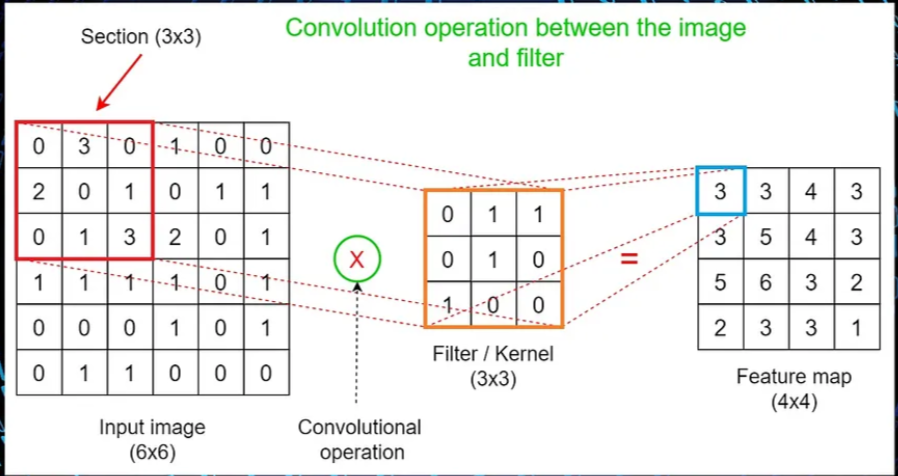 Convolution operation between the image
and filter
Section (3x3)
0 3 0 1 0 0
2 0 1 0 1 1
0 1 3 2 0 1
1 1 1 1 0 1
0 0 0 1 0 1
0 1 1 0 0 0
Input image
(6x6)
X
Convolutional
operation
0 1 1
0 1 0
1 0 0
Filter / Kernel
(3x3)
=
3 3 4 3
3 5 4 3
5 6 3 2
2 3 3 1
Feature map
(4x4)